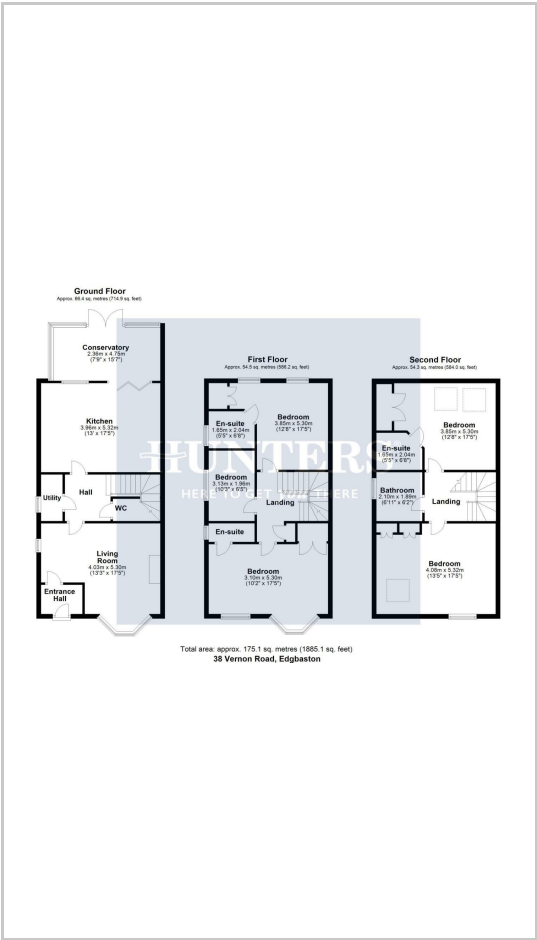 Ground Floor
Approx. 66.4 sq. metres (714.9 sq. feet)
Conservatory
2.36m x 4.75m
(7'9" x 15'7")
Kitchen
3.96m x 5.32m
(13' x 17'5")
Hall
Utility
WC
Living
Room
4.03m x 5.30m
(13'3" x 17'5")
Entrance
Hall
First Floor
Approx. 54.5 sq. metres (586.2 sq. feet)
En-suite
1.65m x 2.04m
(5'5" x 6'8")
Bedroom
3.85m x 5.30m
(12'8" x 17'5")
Bedroom
3.13m x 1.96m
(10'3" x 6'5")
Landing
En-suite
Bedroom
3.10m x 5.30m
(10'2" x 17'5")
Second Floor
Approx. 54.3 sq. metres (584.0 sq. feet)
Bedroom
3.85m x 5.30m
(12'8" x 17'5")
En-suite
1.65m x 2.04m
(5'5" x 6'8")
Bathroom
2.10m x 1.89m
(6'11" x 6'2")
Landing
Bedroom
4.08m x 5.32m
(13'5" x 17'5")
HUNTERS
HERE TO GET you THERE
Total area: approx. 175.1 sq. metres (1885.1 sq. feet)
38 Vernon Road, Edgbaston